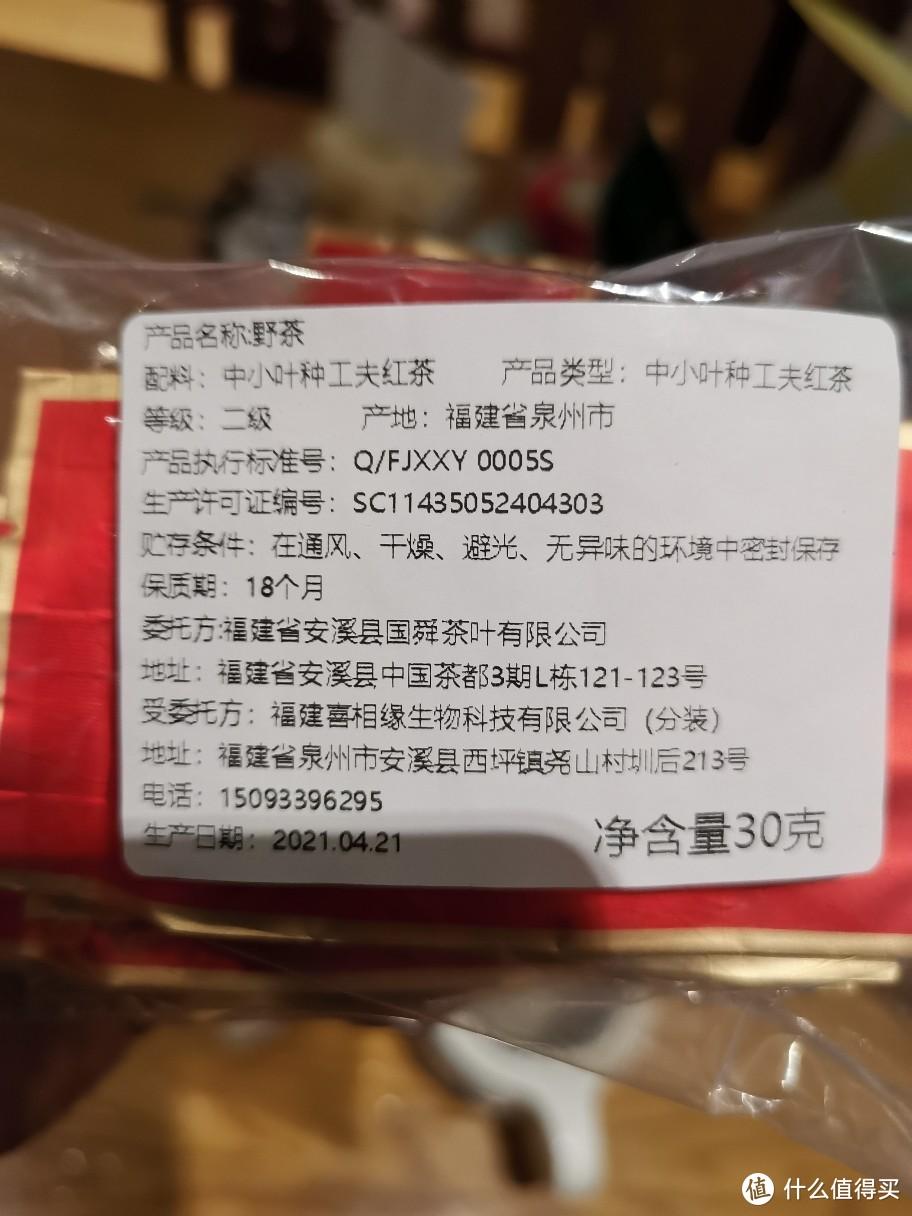 产品名称:野茶
配料：中小叶种工夫红茶 产品类型：中小叶种工夫红茶
等级：二级 产地：福建省泉州市
产品执行标准号：Q/FJXXY 0005S
生产许可证编号：SC11435052404303
贮存条件：在通风、干燥、避光、无异味的环境中密封保存
保质期：18个月
委托方:福建省安溪县国舜茶叶有限公司
地址：福建省安溪县中国茶都3期L栋121-123号
受委托方：福建喜相缘生物科技有限公司（分装）
地址：福建省泉州市安溪县西坪镇尧山村圳后213号
电话：15093396295
生产日期：2021.04.21 净含量30克
值 什么值得买